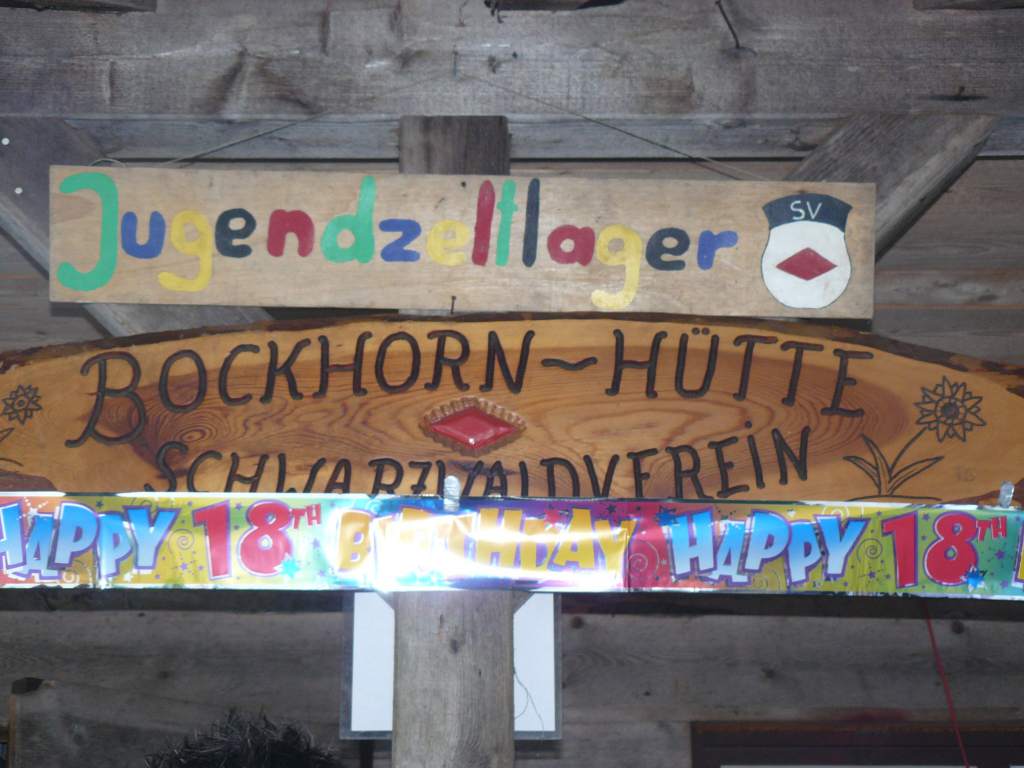 Jugendzeltlager
SV
BOCKHORN-HÜTTE
SCHWARZWALDVEREIN
HAPPY 18TH BIRTHDAY HAPPY 18TH